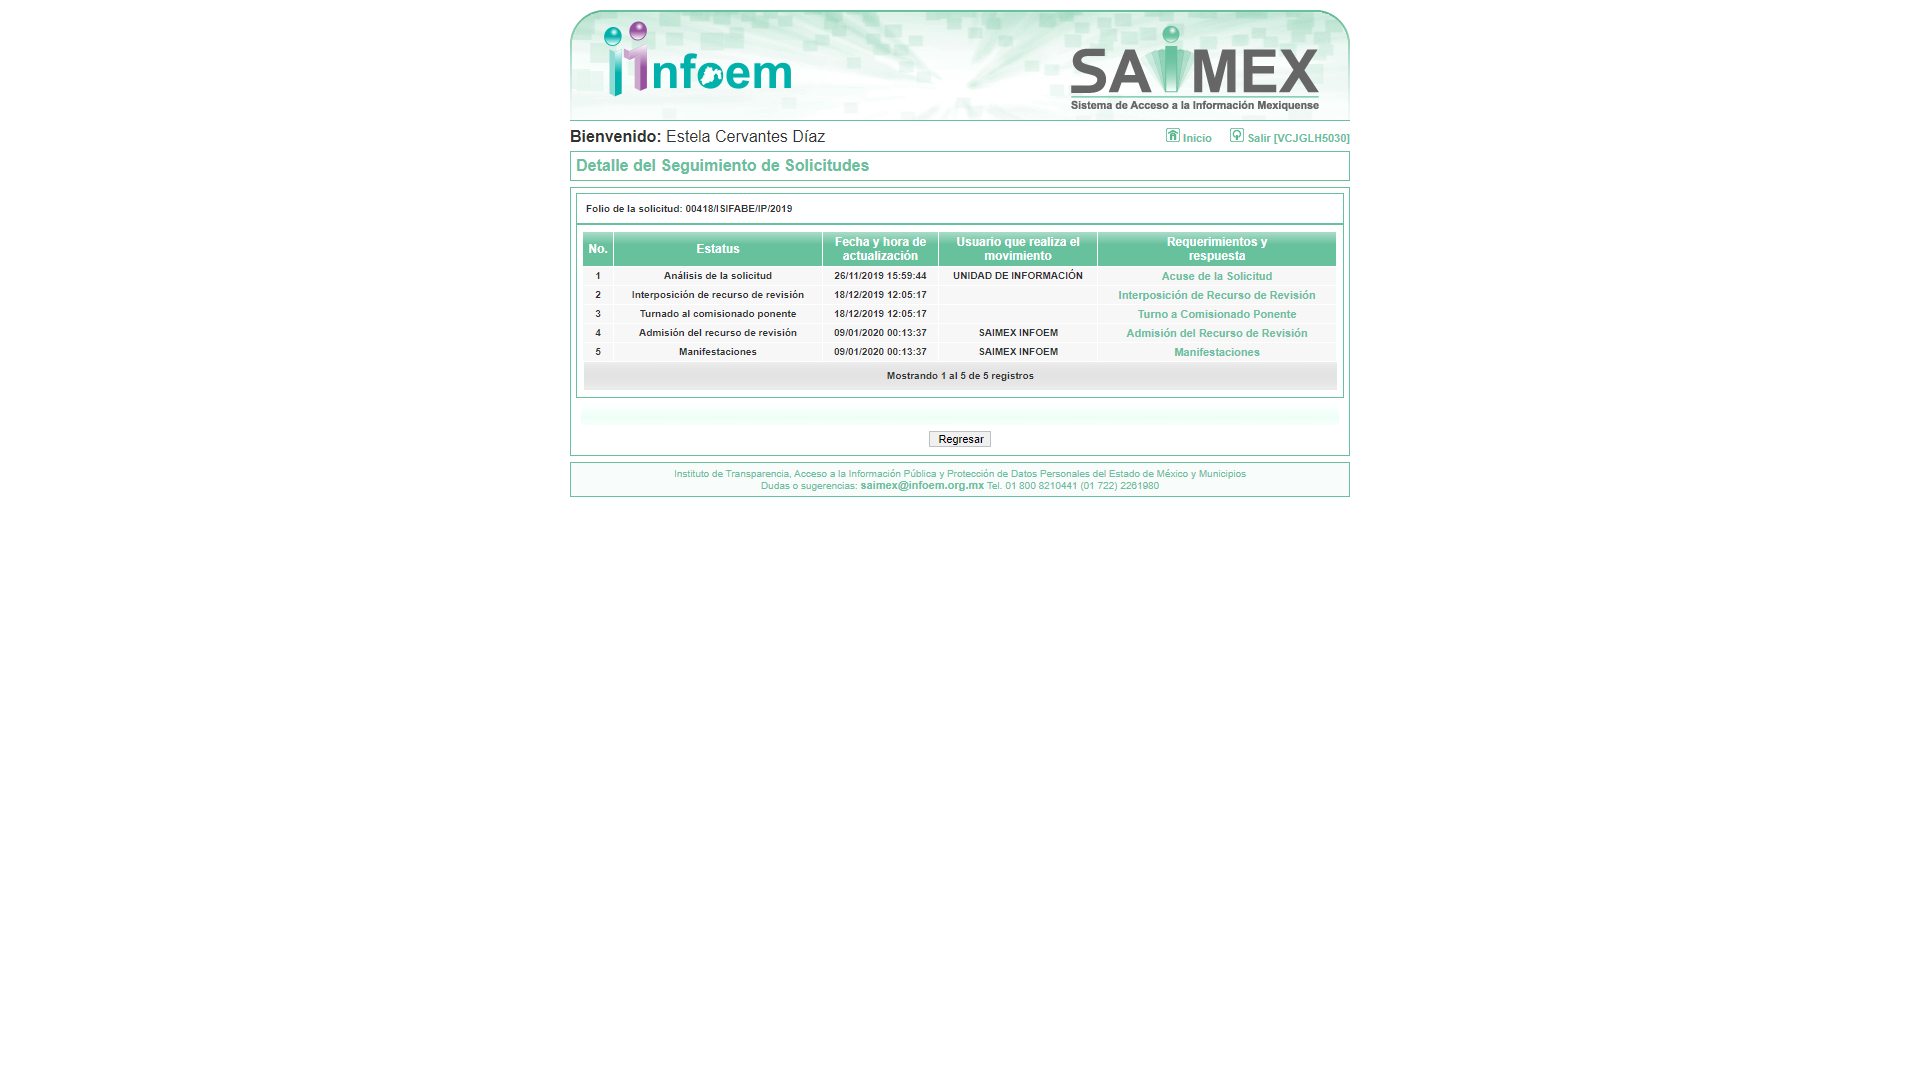 infoem
SAIMEX
Sistema de Acceso a la Información Mexiquense
Bienvenido: Estela Cervantes Díaz
Inicio
Salir [VCJGLH5030]
Detalle del Seguimiento de Solicitudes
Folio de la solicitud: 00418/ISIFABE/IP/2019
No. Estatus Fecha y hora de actualización Usuario que realiza el movimiento Requerimientos y respuesta
1 Análisis de la solicitud 26/11/2019 15:59:44 UNIDAD DE INFORMACIÓN Acuse de la Solicitud
2 Interposición de recurso de revisión 18/12/2019 12:05:17 Interposición de Recurso de Revisión
3 Turnado al comisionado ponente 18/12/2019 12:05:17 Turno a Comisionado Ponente
4 Admisión del recurso de revisión 09/01/2020 00:13:37 SAIMEX INFOEM Admisión del Recurso de Revisión
5 Manifestaciones 09/01/2020 00:13:37 SAIMEX INFOEM Manifestaciones
Mostrando 1 al 5 de 5 registros
Regresar
Instituto de Transparencia, Acceso a la Información Pública y Protección de Datos Personales del Estado de México y Municipios
Dudas o sugerencias: saimex@infoem.org.mx Tel. 01 800 8210441 (01 722) 2261980